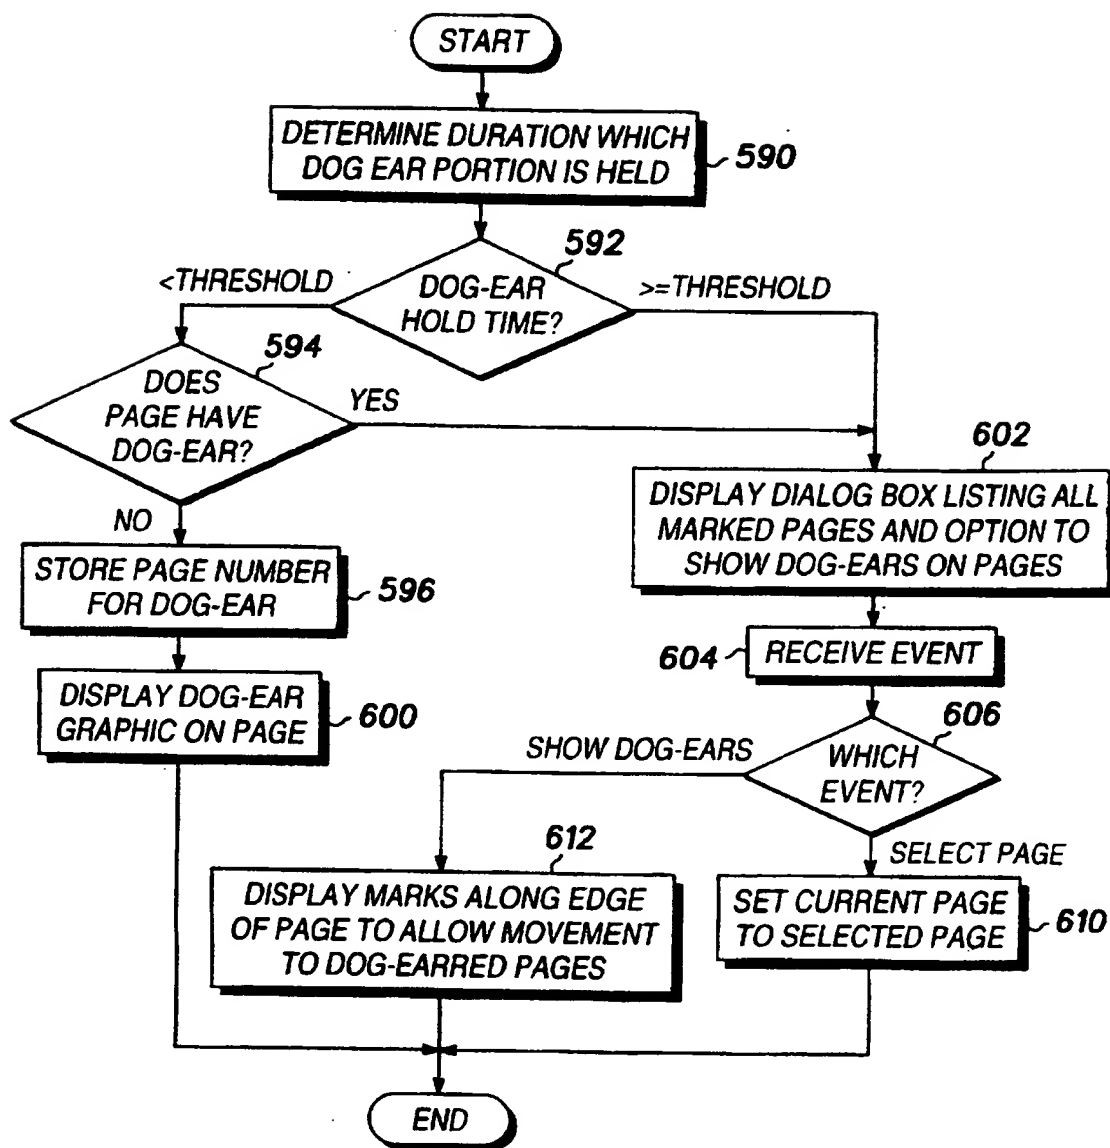 START
DETERMINE DURATION WHICH
DOG EAR PORTION IS HELD
590
592
<THRESHOLD
DOG-EAR
HOLD TIME?
>=THRESHOLD
594
DOES
PAGE HAVE
DOG-EAR?
YES
NO
602
DISPLAY DIALOG BOX LISTING ALL
MARKED PAGES AND OPTION TO
SHOW DOG-EARS ON PAGES
STORE PAGE NUMBER
FOR DOG-EAR
596
604
RECEIVE EVENT
DISPLAY DOG-EAR
GRAPHIC ON PAGE
600
606
SHOW DOG-EARS
WHICH
EVENT?
612
SELECT PAGE
DISPLAY MARKS ALONG EDGE
OF PAGE TO ALLOW MOVEMENT
TO DOG-EARRED PAGES
SET CURRENT PAGE
TO SELECTED PAGE
610
END